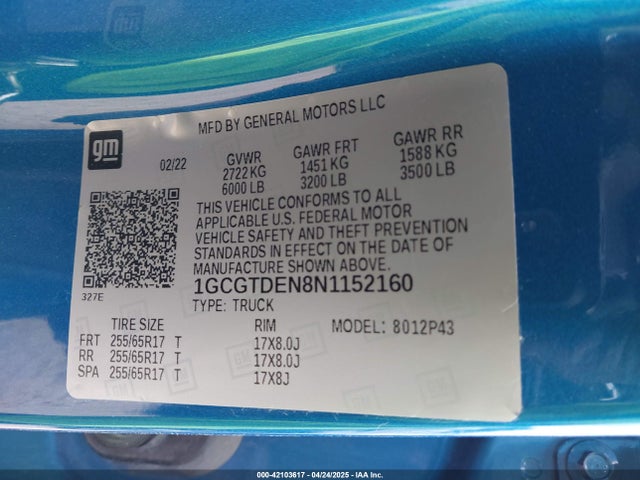 MFD BY GENERAL MOTORS LLC
gm
02/22
GVWR GAWR FRT GAWR RR
2722 KG 1451 KG 1588 KG
6000 LB 3200 LB 3500 LB
THIS VEHICLE CONFORMS TO ALL
APPLICABLE U.S. FEDERAL MOTOR
VEHICLE SAFETY AND THEFT PREVENTION
STANDARDS IN EFFECT ON THE DATE OF
MANUFACTURE SHOWN ABOVE.
327E
1GCGTDEN8N1152160
TYPE: TRUCK
TIRE SIZE RIM MODEL: 8012P43
FRT 255/65R17 T 17X8.0J
RR 255/65R17 T 17X8.0J
SPA 255/65R17 T 17X8J
000-42103617 - 04/24/2025 - IAA Inc.